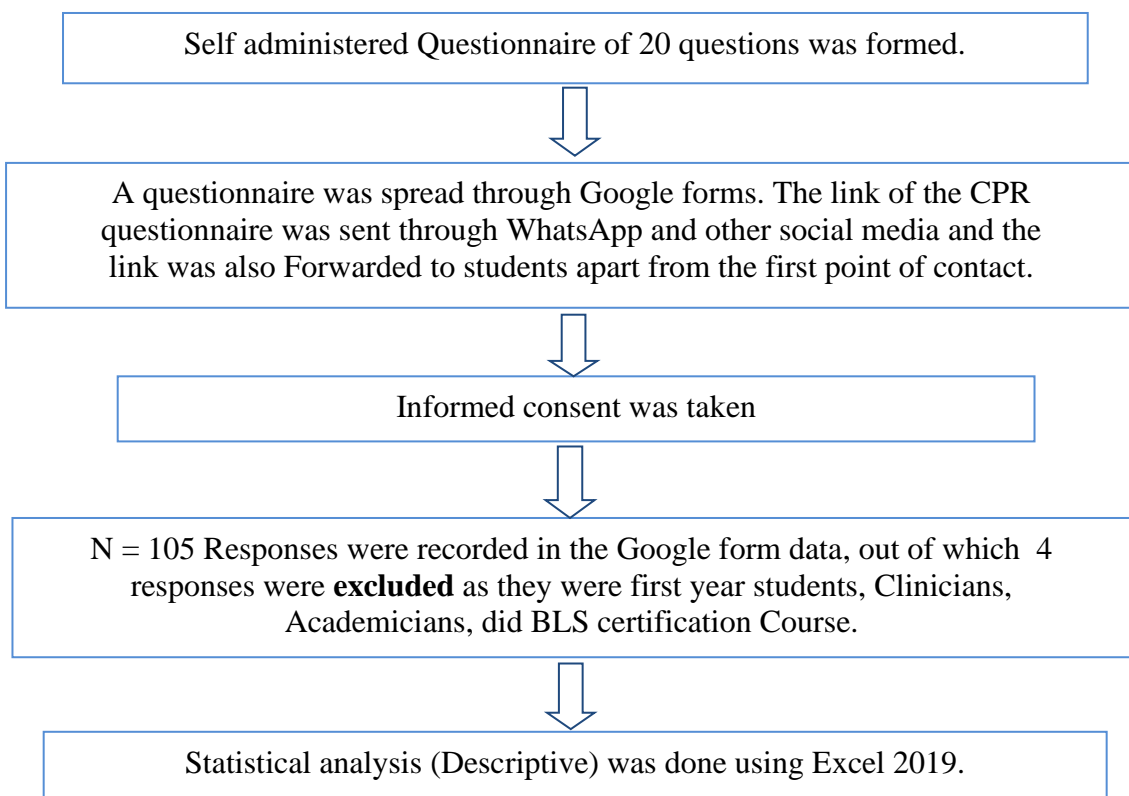 Self administered Questionnaire of 20 questions was formed.
A questionnaire was spread through Google forms. The link of the CPR
questionnaire was sent through WhatsApp and other social media and the
link was also Forwarded to students apart from the first point of contact.
Informed consent was taken
N = 105 Responses were recorded in the Google form data, out of which 4
responses were excluded as they were first year students, Clinicians,
Academicians, did BLS certification Course.
Statistical analysis (Descriptive) was done using Excel 2019.